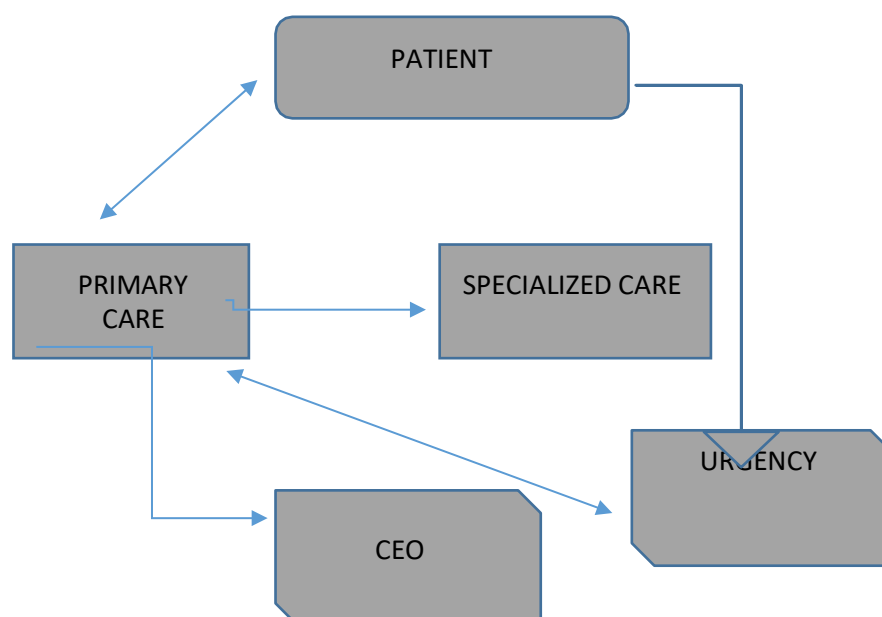 PATIENT
PRIMARY
CARE
SPECIALIZED CARE
URGENCY
CEO